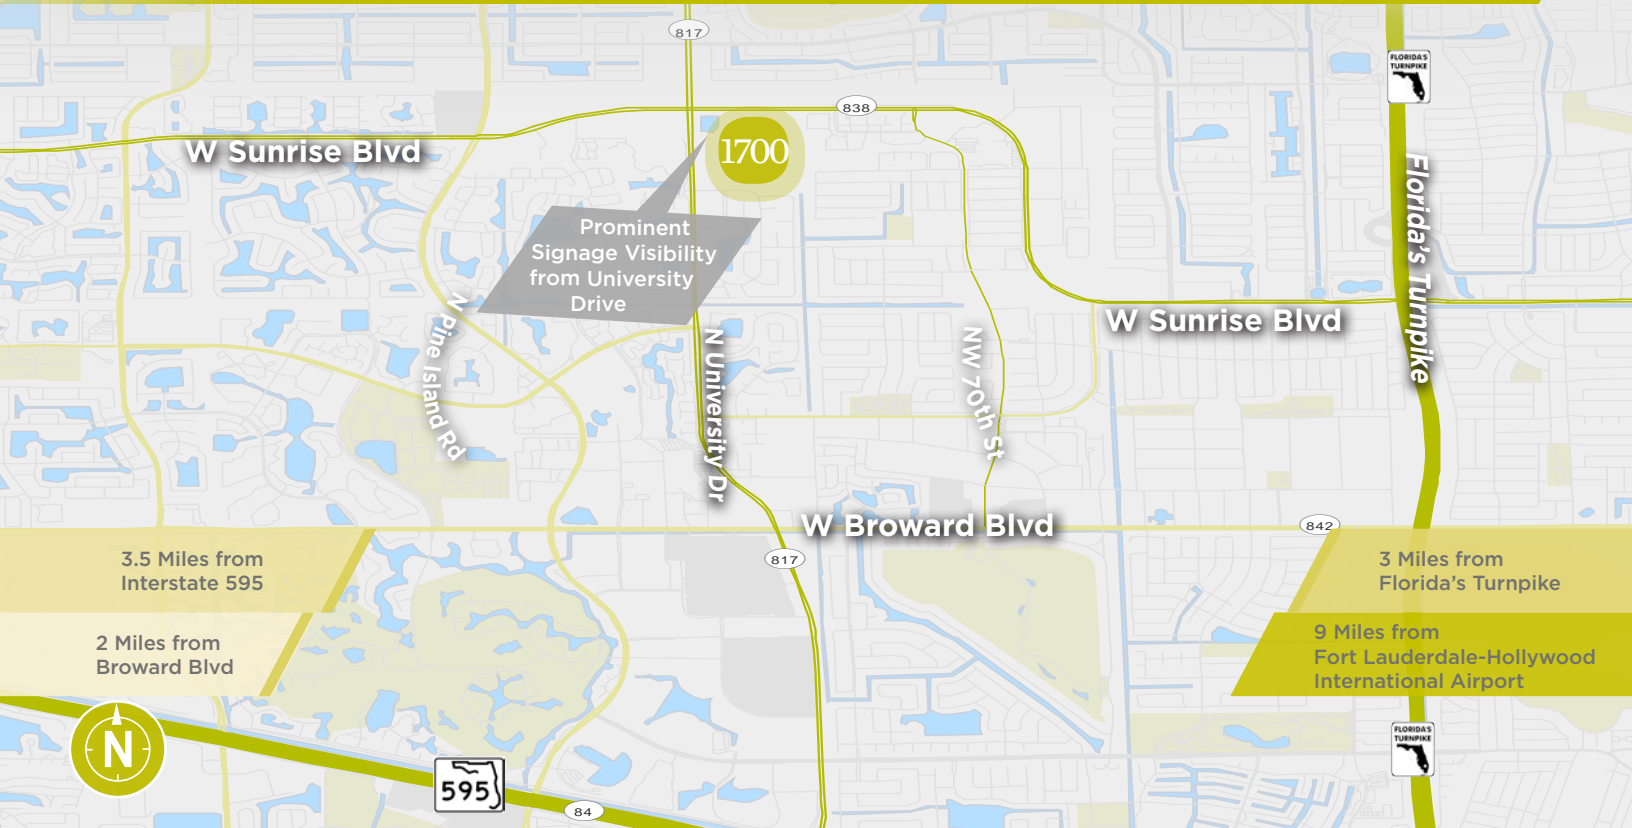 817
FLORIDA'S
TURNPIKE
838
W Sunrise Blvd
1700
Florida's Turnpike
Prominent
Signage Visibility
from University
Drive
N Pine Island Rd
W Sunrise Blvd
N University Dr
NW 70th St
W Broward Blvd
842
817
3.5 Miles from
Interstate 595
3 Miles from
Florida's Turnpike
2 Miles from
Broward Blvd
9 Miles from
Fort Lauderdale-Hollywood
International Airport
N
FLORIDA'S
TURNPIKE
595
84